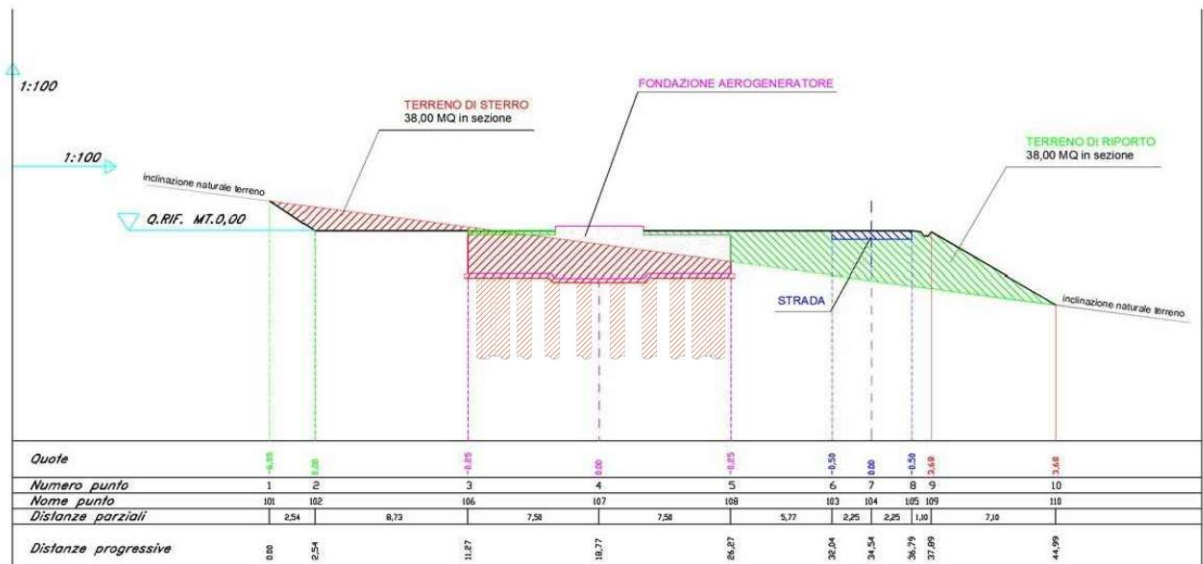 1:100
FONDAZIONE AEROGENERATORE
TERRENO DI STERRO
38,00 MQ in sezione
TERRENO DI RIPORTO
38,00 MQ in sezione
1:100
inclinazione naturale terreno
Q.RIF. MT.0,00
STRADA
inclinazione naturale terreno
Quote 0,00 -0.25 0.00 -0.25 -0,50 0.00 -0,50 3,68 3,68
Numero punto 1 2 3 4 5 6 7 8 9 10
Nome punto 101 102 106 107 108 103 104 105 109 110
Distanze parziali 2,54 8,73 7,50 7,50 5,77 2,25 2,25 1,10 7,10
Distanze progressive 0.00 2,54 11,27 18,77 26,27 32,04 34,54 36,79 37,89 44,99